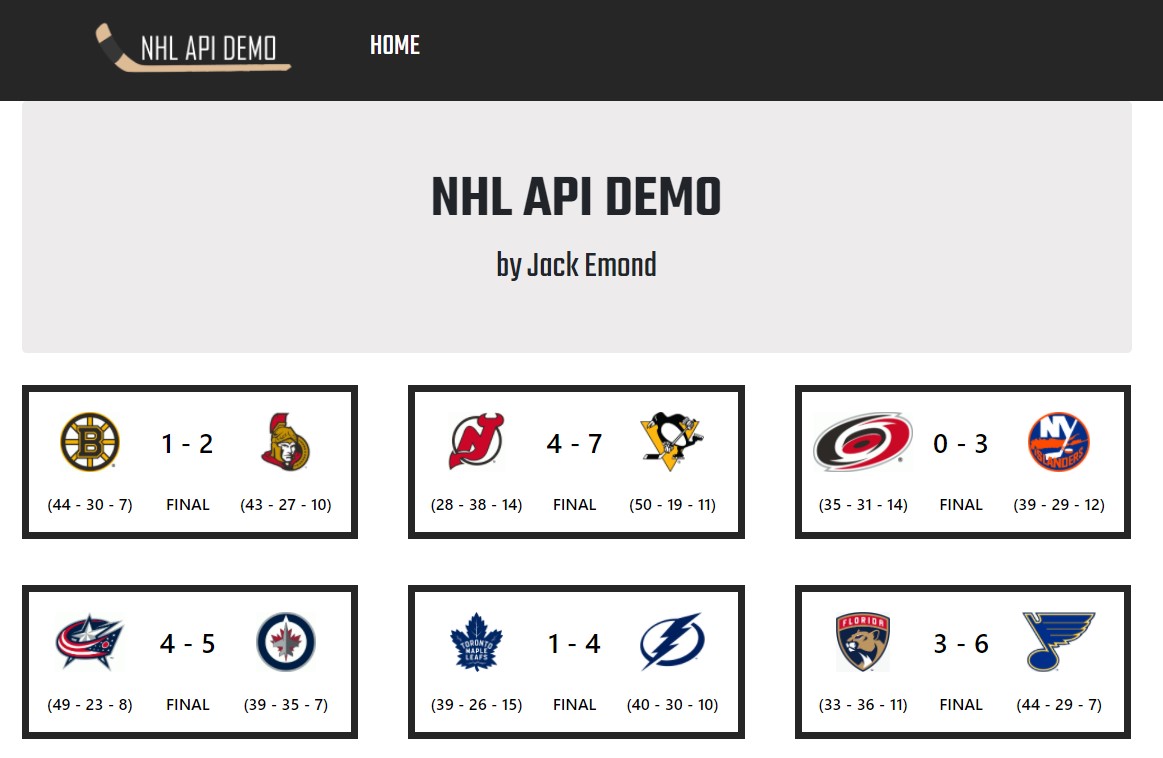 NHL API DEMO HOME
NHL API DEMO
by Jack Emond
B 1 - 2
(44 - 30 - 7) FINAL (43 - 27 - 10)
4 - 7
(28 - 38 - 14) FINAL (50 - 19 - 11)
0 - 3 NY ISLANDERS
(35 - 31 - 14) FINAL (39 - 29 - 12)
4 - 5
(49 - 23 - 8) FINAL (39 - 35 - 7)
TORONTO MAPLE LEAFS 1 - 4
(39 - 26 - 15) FINAL (40 - 30 - 10)
FLORIDA 3 - 6
(33 - 36 - 11) FINAL (44 - 29 - 7)